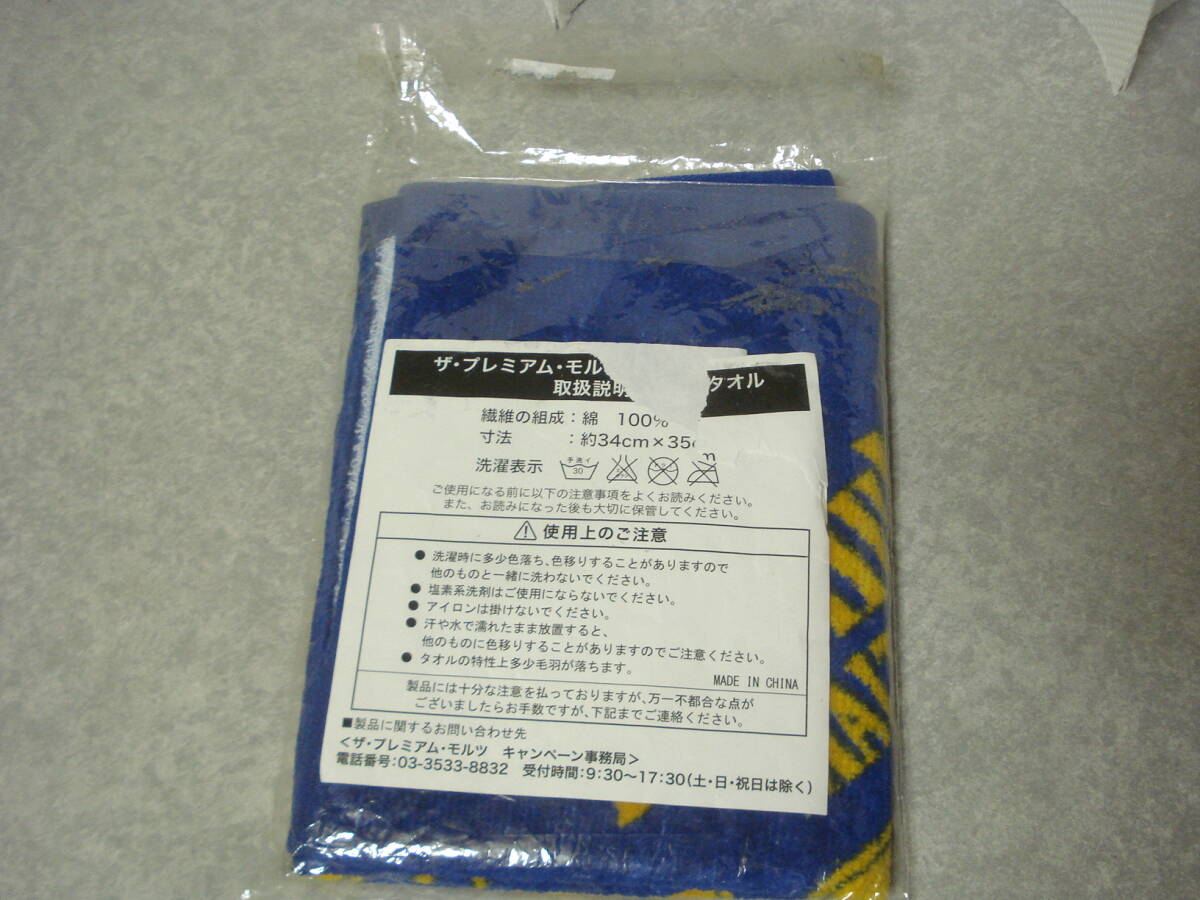 ザ・プレミアム・モル タオル
取扱説明
繊維の組成：綿 100%
寸法 ：約34cm×35cm
洗濯表示 手洗イ 30
ご使用になる前に以下の注意事項をよくお読みください。
また、お読みになった後も大切に保管してください。
使用上のご注意
●洗濯時に多少色落ち、色移りすることがありますので
他のものと一緒に洗わないでください。
●塩素系洗剤はご使用にならないでください。
●アイロンは掛けないでください。
●汗や水で濡れたまま放置すると、
他のものに色移りすることがありますのでご注意ください。
●タオルの特性上多少毛羽が落ちます。
MADE IN CHINA
製品には十分な注意を払っておりますが、万一不都合な点が
ございましたらお手数ですが、下記までご連絡ください。
■製品に関するお問い合わせ先
＜ザ・プレミアム・モルツ キャンペーン事務局＞
電話番号：03-3533-8832 受付時間：9:30～17:30（土・日・祝日は除く）